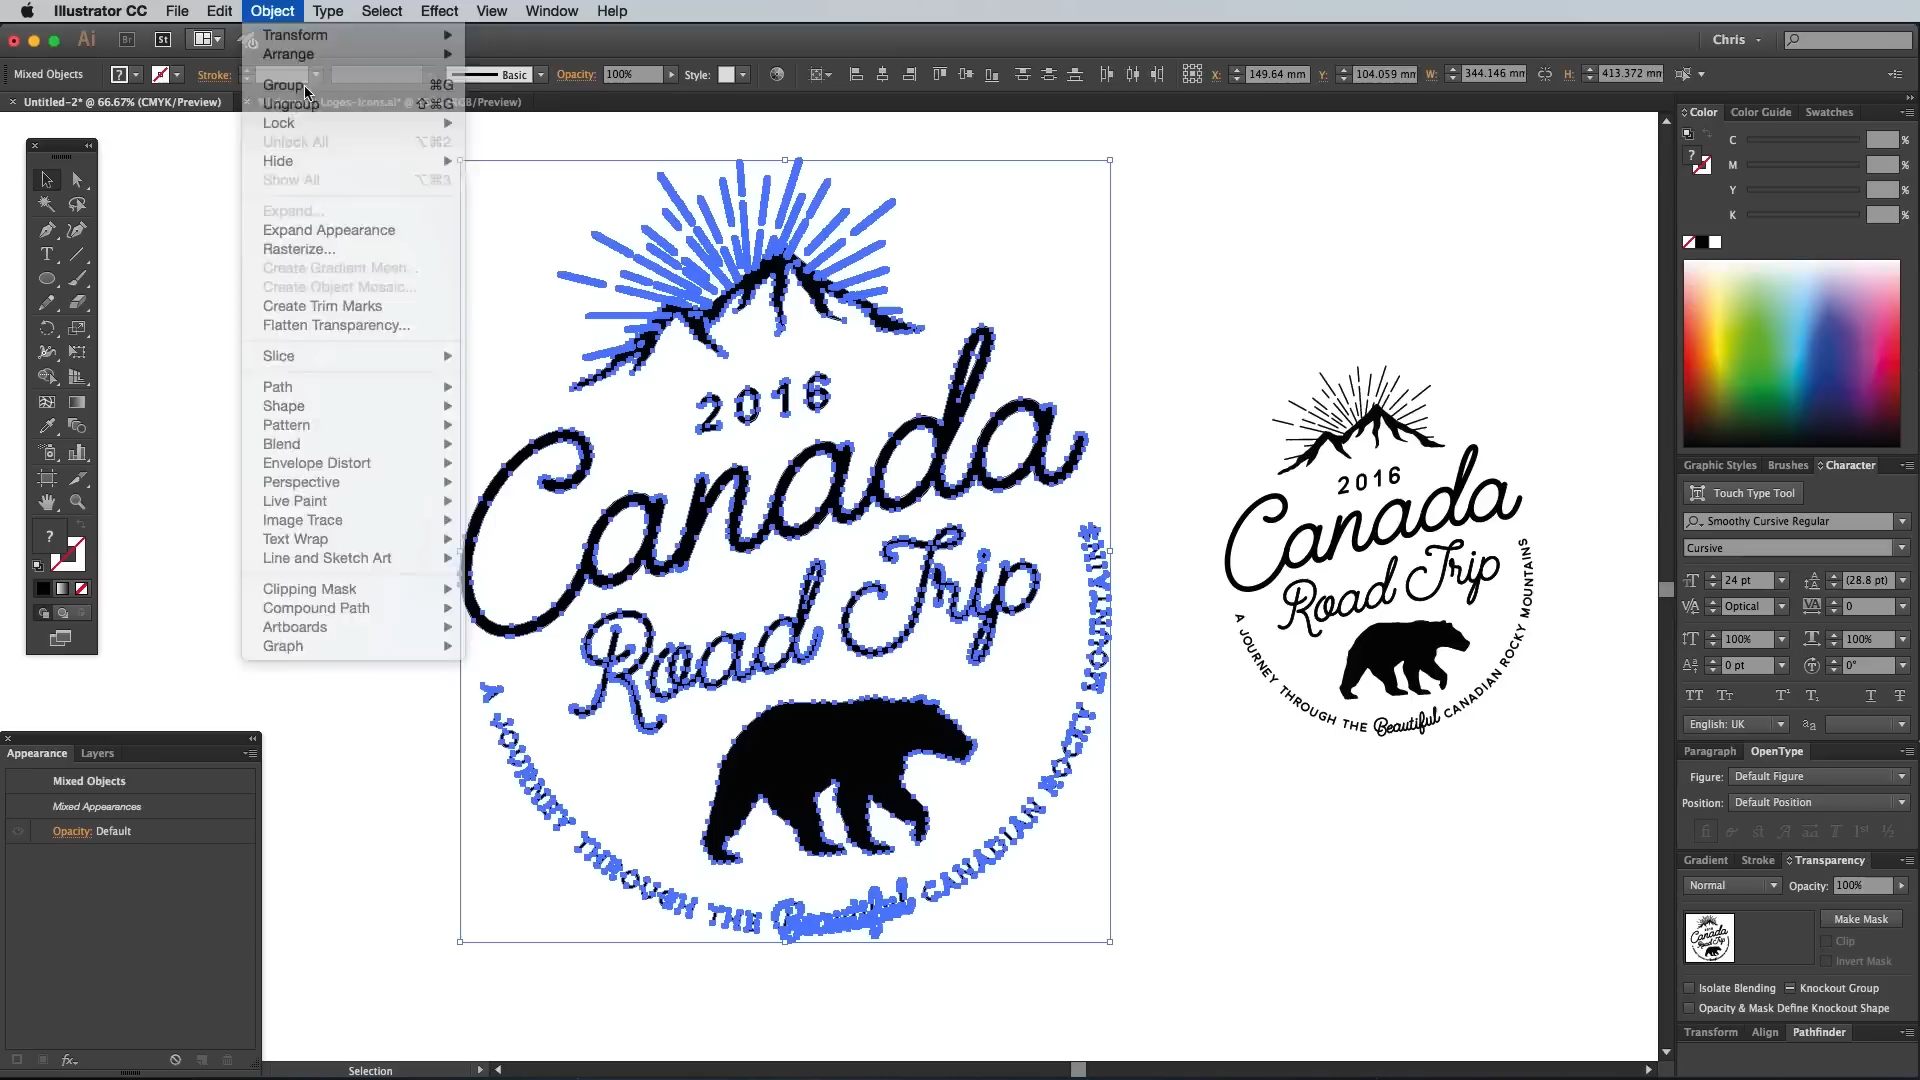 Illustrator CC File Edit Object Type Select Effect View Window Help
Ai Br St Chris
Mixed Objects ? Stroke: Basic Opacity: 100% Style: X: 149.64 mm Y: 104.059 mm W: 344.146 mm H: 413.372 mm
Untitled-2* @ 66.67% (CMYK/Preview)
Transform
Arrange
Group ⌘G
Ungroup ⇧⌘G
Lock
Unlock All ⌥⌘2
Hide
Show All ⌥⌘3
Expand...
Expand Appearance
Rasterize...
Create Gradient Mesh...
Create Object Mosaic...
Create Trim Marks
Flatten Transparency...
Slice
Path
Shape
Pattern
Blend
Envelope Distort
Perspective
Live Paint
Image Trace
Text Wrap
Line and Sketch Art
Clipping Mask
Compound Path
Artboards
Graph
2016
Canada
Road Trip
A JOURNEY THROUGH THE Beautiful CANADIAN ROCKY MOUNTAINS
2016
Canada
Road Trip
A JOURNEY THROUGH THE Beautiful CANADIAN ROCKY MOUNTAINS
Appearance Layers
Mixed Objects
Mixed Appearances
Opacity: Default
fx
Selection
Color Color Guide Swatches
C %
M %
Y %
K %
Graphic Styles Brushes Character
Touch Type Tool
Smoothy Cursive Regular
Cursive
24 pt (28.8 pt)
Optical 0
100% 100%
0 pt 0°
English: UK
Paragraph OpenType
Figure: Default Figure
Position: Default Position
Gradient Stroke Transparency
Normal Opacity: 100%
Make Mask
Clip
Invert Mask
Isolate Blending Knockout Group
Opacity & Mask Define Knockout Shape
Transform Align Pathfinder